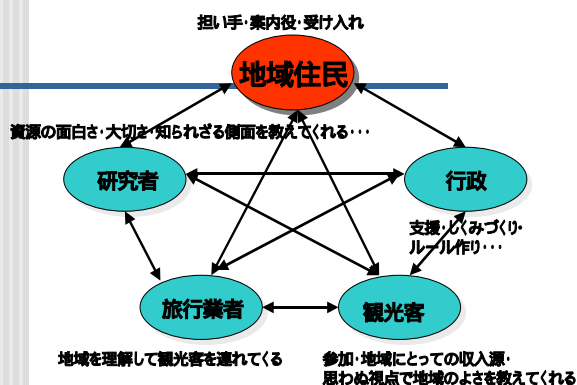 担い手・案内役・受け入れ
地域住民
資源の面白さ・大切さ・知られざる側面を教えてくれる・・・
研究者
行政
支援・しくみづくり・
ルール作り・・・
旅行業者
観光客
地域を理解して観光客を連れてくる
参加・地域にとっての収入源・
思わぬ視点で地域のよさを教えてくれる